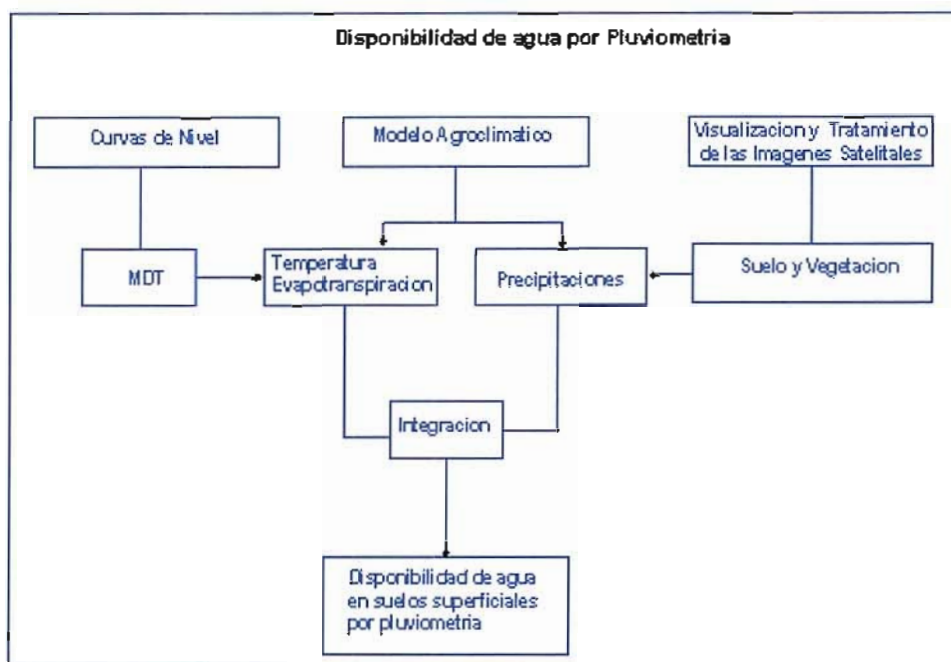 Disponibilidad de agua por Pluviometria
Curvas de Nivel
Modelo Agroclimatico
Visualizacion y Tratamiento
de las Imagenes Satelitales
MDT
Temperatura
Evapotranspiracion
Precipitaciones
Suelo y Vegetacion
Integracion
Disponibilidad de agua
en suelos superficiales
por pluviometria